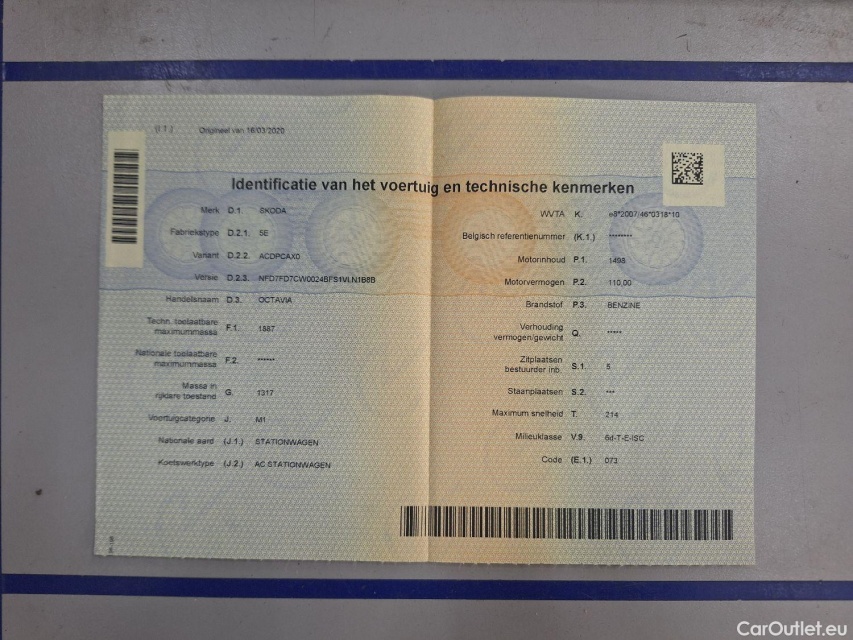 (I.1.) Origineel van 16/03/2020
Identificatie van het voertuig en technische kenmerken
Merk D.1. SKODA
Fabriekstype D.2.1. 5E
Variant D.2.2. ACDPCAX0
Versie D.2.3. NFD7FD7CW0024BFS1VLN1B8B
Handelsnaam D.3. OCTAVIA
Techn. toelaatbare
maximummassa F.1. 1887
Nationale toelaatbare
maximummassa F.2. ******
Massa in
rijklare toestand G. 1317
Voertuigcategorie J. M1
Nationale aard (J.1.) STATIONWAGEN
Koetswerktype (J.2.) AC STATIONWAGEN
WVTA K. e8*2007/46*0318*10
Belgisch referentienummer (K.1.) ********
Motorinhoud P.1. 1498
Motorvermogen P.2. 110,00
Brandstof P.3. BENZINE
Verhouding
vermogen/gewicht Q. *****
Zitplaatsen
bestuurder inb. S.1. 5
Staanplaatsen S.2. ***
Maximum snelheid T. 214
Milieuklasse V.9. 6d-T-E-ISC
Code (E.1.) 073
CarOutlet.eu